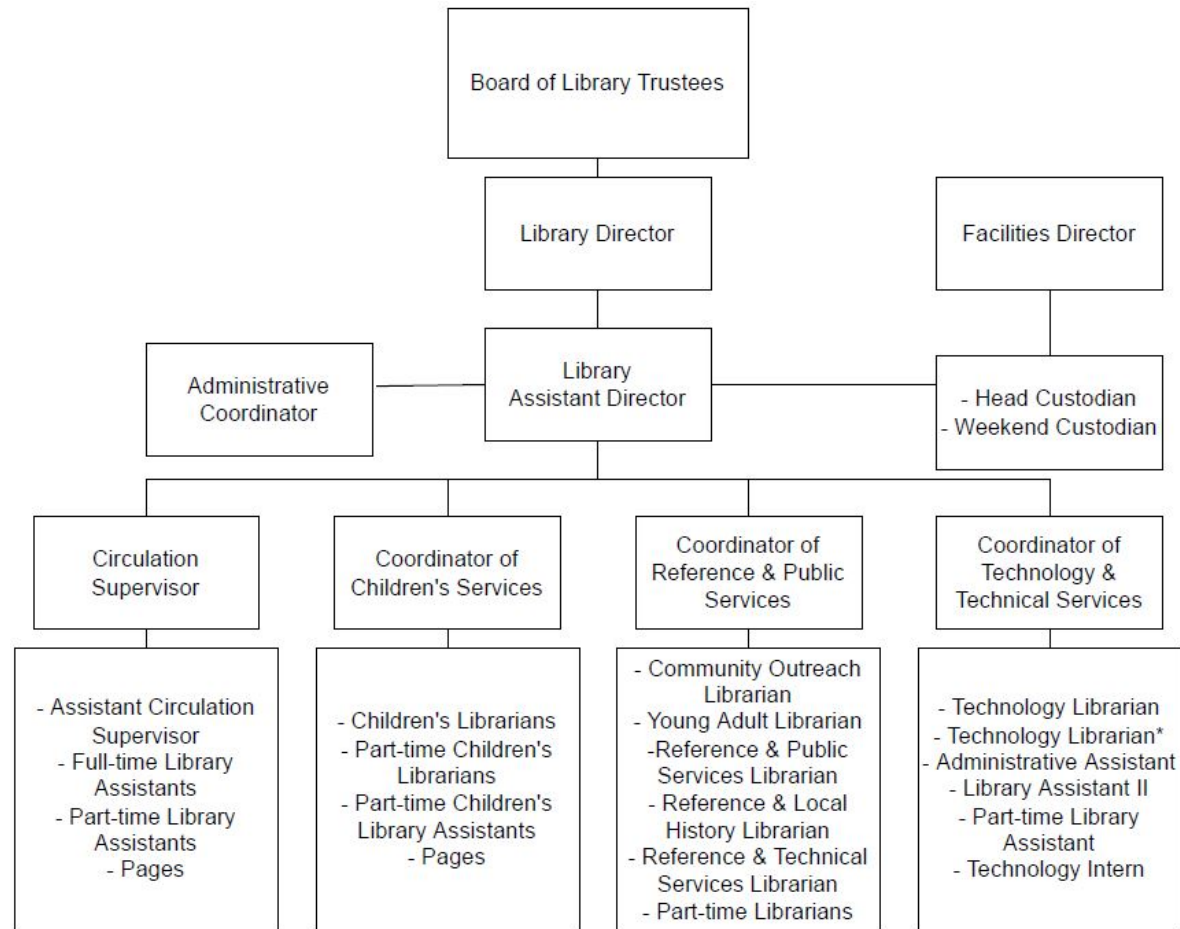 Board of Library Trustees
Library Director
Facilities Director
Administrative
Coordinator
Library
Assistant Director
- Head Custodian
- Weekend Custodian
Circulation
Supervisor
Coordinator of
Children's Services
Coordinator of
Reference & Public
Services
Coordinator of
Technology &
Technical Services
- Assistant Circulation
Supervisor
- Full-time Library
Assistants
- Part-time Library
Assistants
- Pages
- Children's Librarians
- Part-time Children's
Librarians
- Part-time Children's
Library Assistants
- Pages
- Community Outreach
Librarian
- Young Adult Librarian
-Reference & Public
Services Librarian
- Reference & Local
History Librarian
- Reference & Technical
Services Librarian
- Part-time Librarians
- Technology Librarian
- Technology Librarian*
- Administrative Assistant
- Library Assistant II
- Part-time Library
Assistant
- Technology Intern